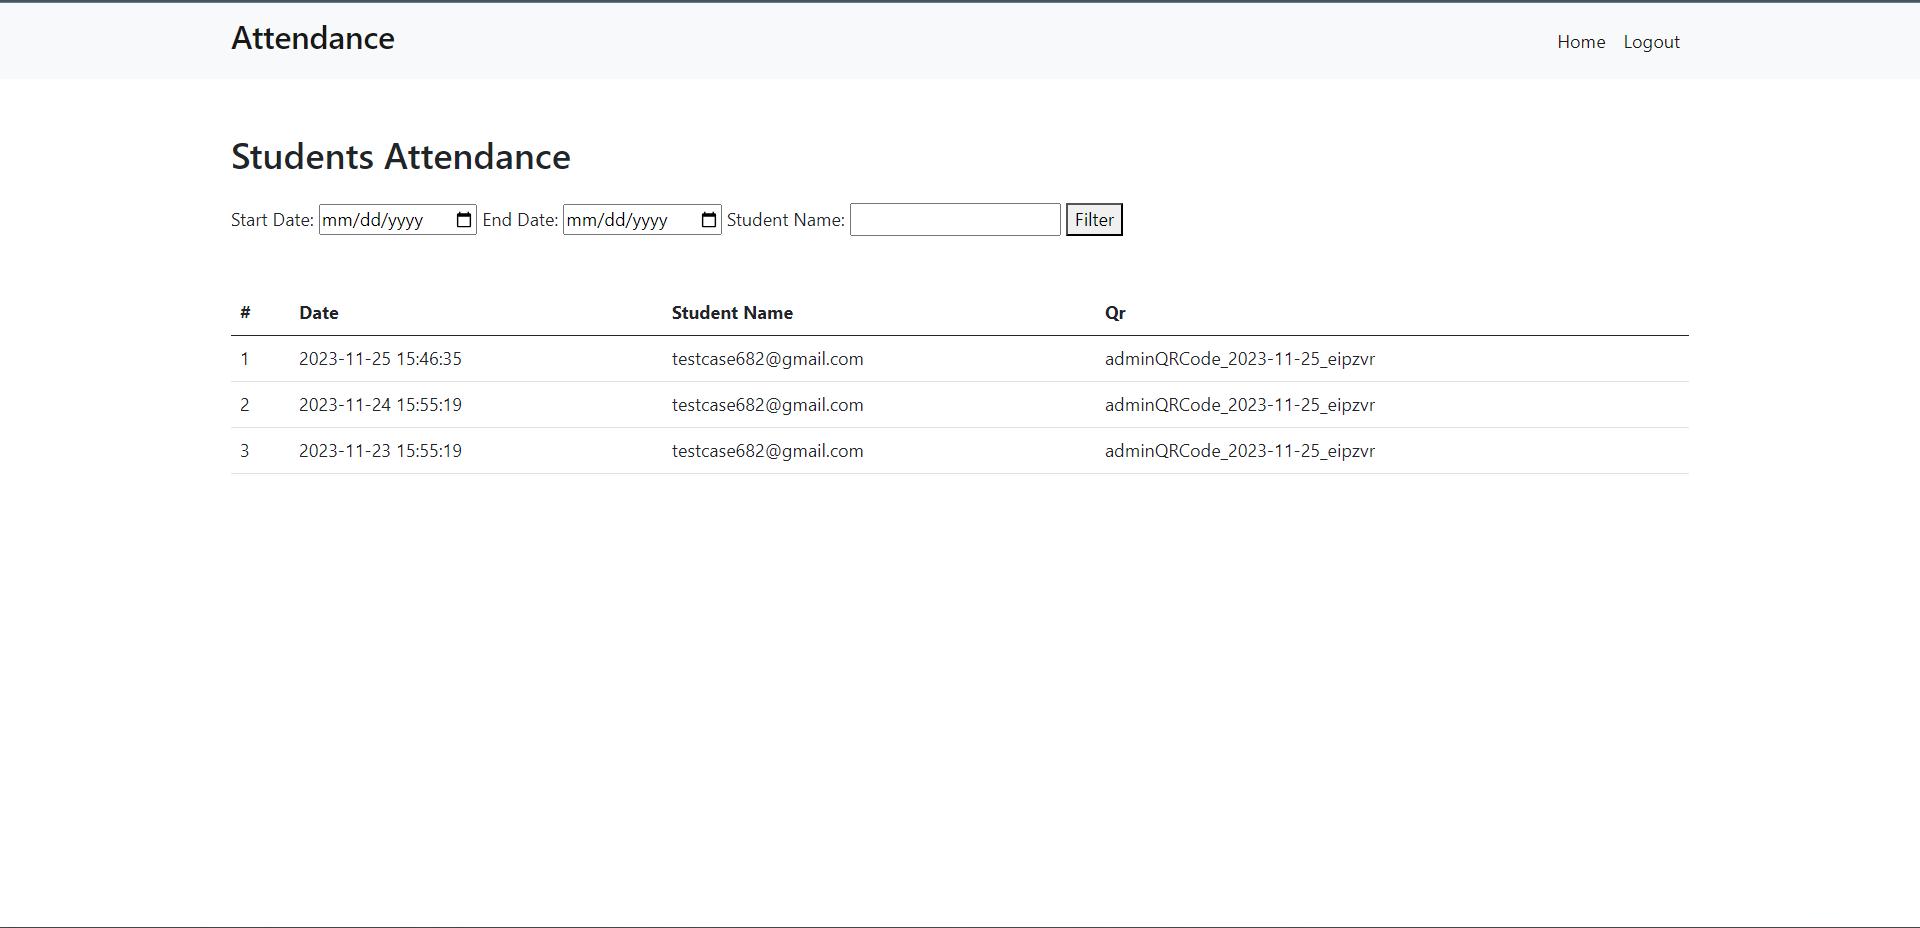 Attendance
Home Logout
Students Attendance
Start Date: mm/dd/yyyy End Date: mm/dd/yyyy Student Name: Filter
# Date Student Name Qr
1 2023-11-25 15:46:35 testcase682@gmail.com adminQRCode_2023-11-25_eipzvr
2 2023-11-24 15:55:19 testcase682@gmail.com adminQRCode_2023-11-25_eipzvr
3 2023-11-23 15:55:19 testcase682@gmail.com adminQRCode_2023-11-25_eipzvr